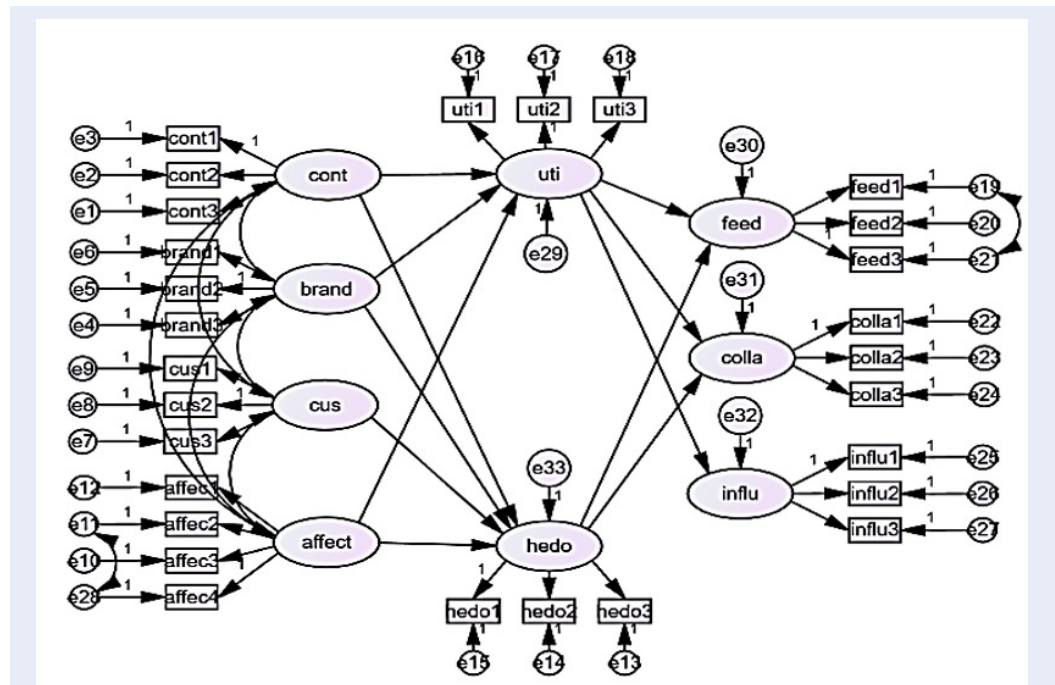 e16 e17 e18
1 1 1
uti1 uti2 uti3
1
e3 1 cont1 1
e2 1 cont2
e1 1 cont3
cont
uti
1
e29
e6 1 brand1
e5 1 brand2 1
e4 1 brand3
brand
e9 1 cus1
e8 1 cus2 1
e7 1 cus3
cus
e12 1 affec1
e11 1 affec2
e10 1 affec3 1
e28 1 affec4
affect
e30
1
feed
feed1 1 e19
feed2 1 e20
1 feed3 1 e21
e31
1
colla
1 colla1 1 e22
colla2 1 e23
colla3 1 e24
e32
1
influ
1 influ1 1 e25
influ2 1 e26
influ3 1 e27
e33
1
hedo
1
hedo1 hedo2 hedo3
1 1 1
e15 e14 e13